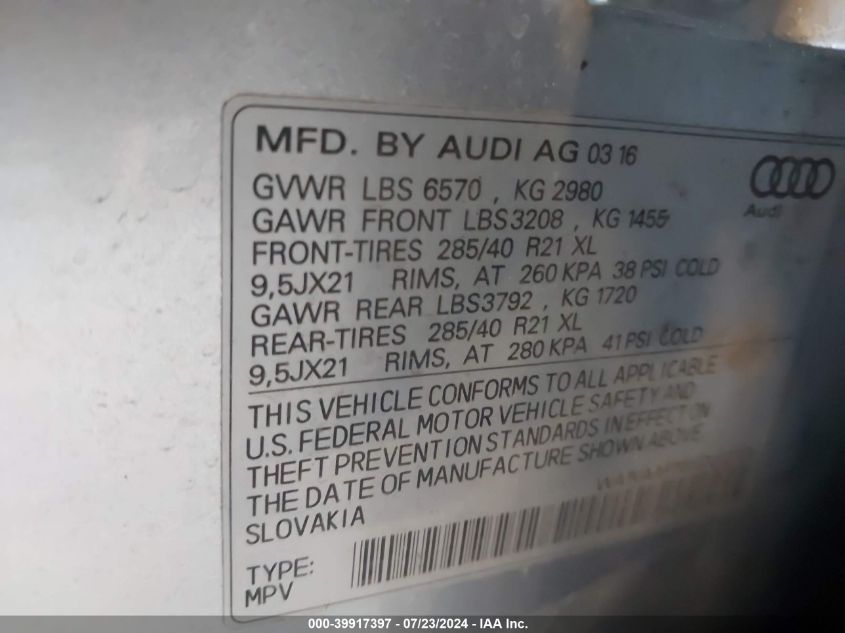 MFD. BY AUDI AG 03 16
GVWR LBS 6570 , KG 2980
GAWR FRONT LBS3208 , KG 1455
FRONT-TIRES 285/40 R21 XL
9,5JX21 RIMS, AT 260 KPA 38 PSI COLD
GAWR REAR LBS3792 , KG 1720
REAR-TIRES 285/40 R21 XL
9,5JX21 RIMS, AT 280 KPA 41 PSI COLD
Audi
THIS VEHICLE CONFORMS TO ALL APPLICABLE
U.S. FEDERAL MOTOR VEHICLE SAFETY AND
THEFT PREVENTION STANDARDS IN EFFECT ON
THE DATE OF MANUFACTURE SHOWN ABOVE
SLOVAKIA
TYPE:
MPV
000-39917397 - 07/23/2024 - IAA Inc.